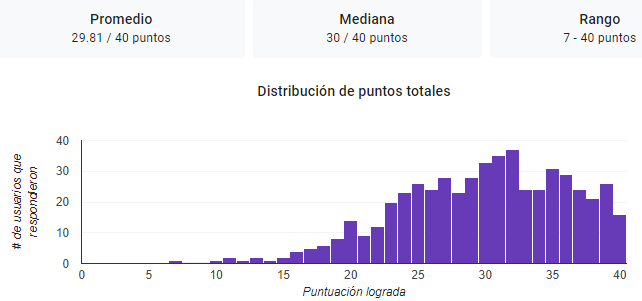 Promedio
29.81 / 40 puntos
Mediana
30 / 40 puntos
Rango
7 - 40 puntos
Distribución de puntos totales
# de usuarios que
respondieron
40
30
20
10
0
0 5 10 15 20 25 30 35 40
Puntuación lograda